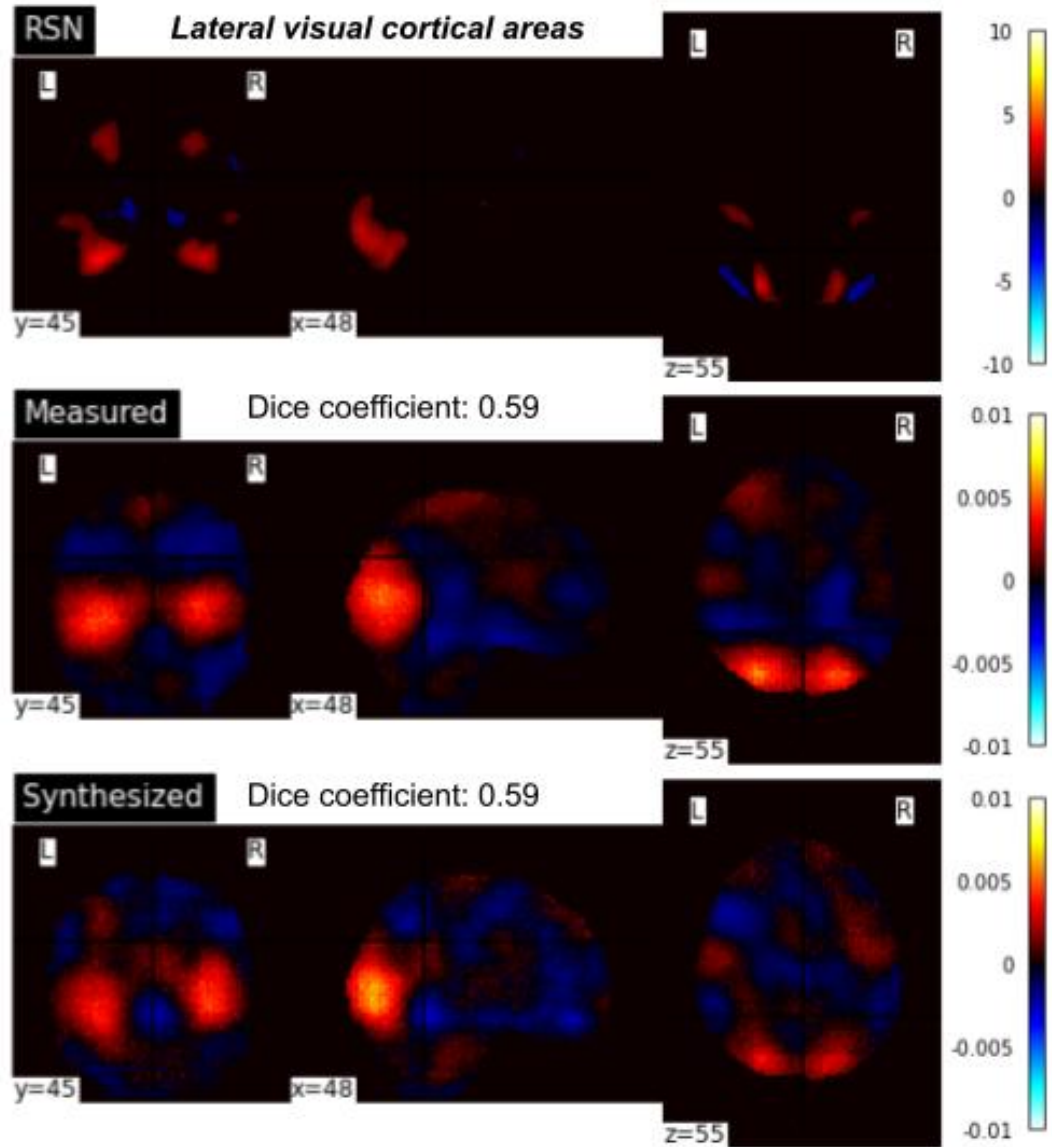 RSN Lateral visual cortical areas
L R L R
10
5
0
-5
-10
y=45 x=48 z=55
Measured Dice coefficient: 0.59
L R L R
0.01
0.005
0
-0.005
-0.01
y=45 x=48 z=55
Synthesized Dice coefficient: 0.59
L R L R
0.01
0.005
0
-0.005
-0.01
y=45 x=48 z=55